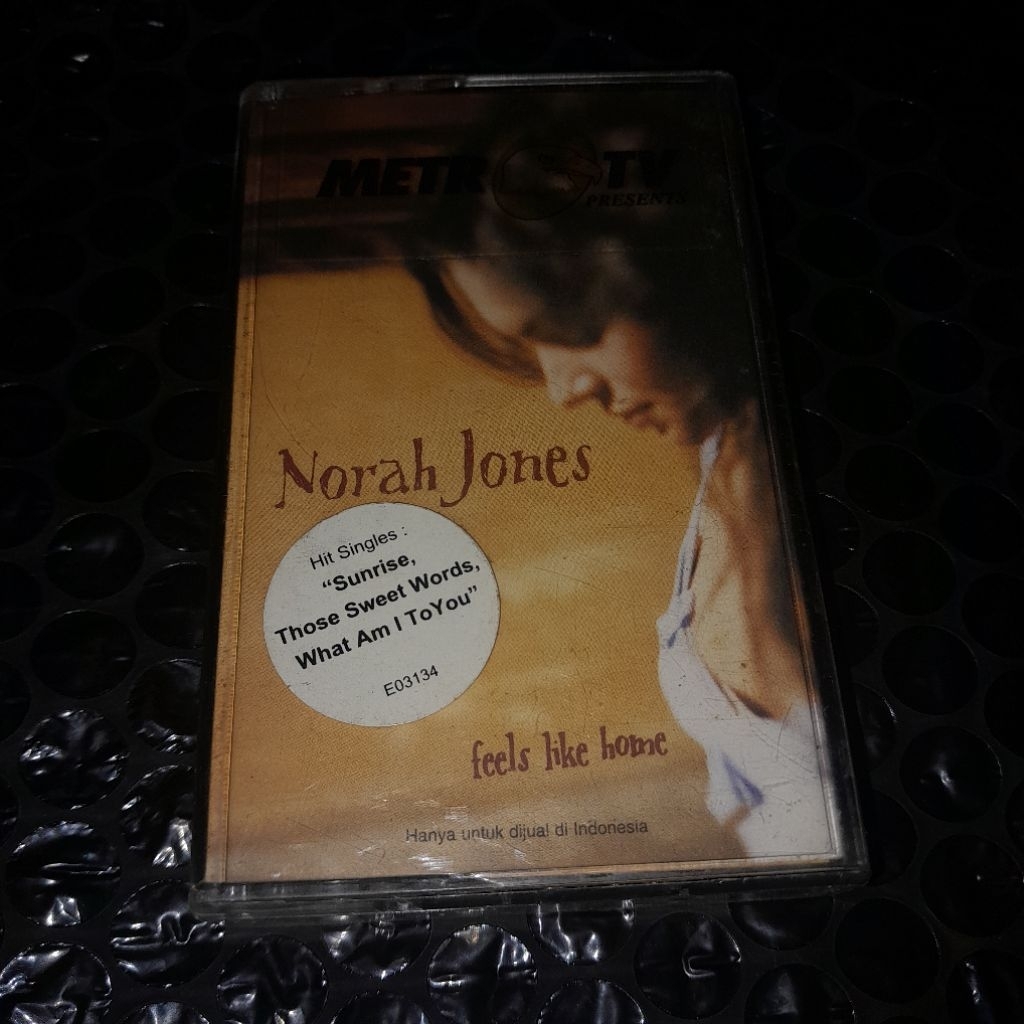 METRO TV
PRESENTS
Norah Jones
Hit Singles :
“Sunrise,
Those Sweet Words,
What Am I ToYou”
E03134
feels like home
Hanya untuk dijual di Indonesia